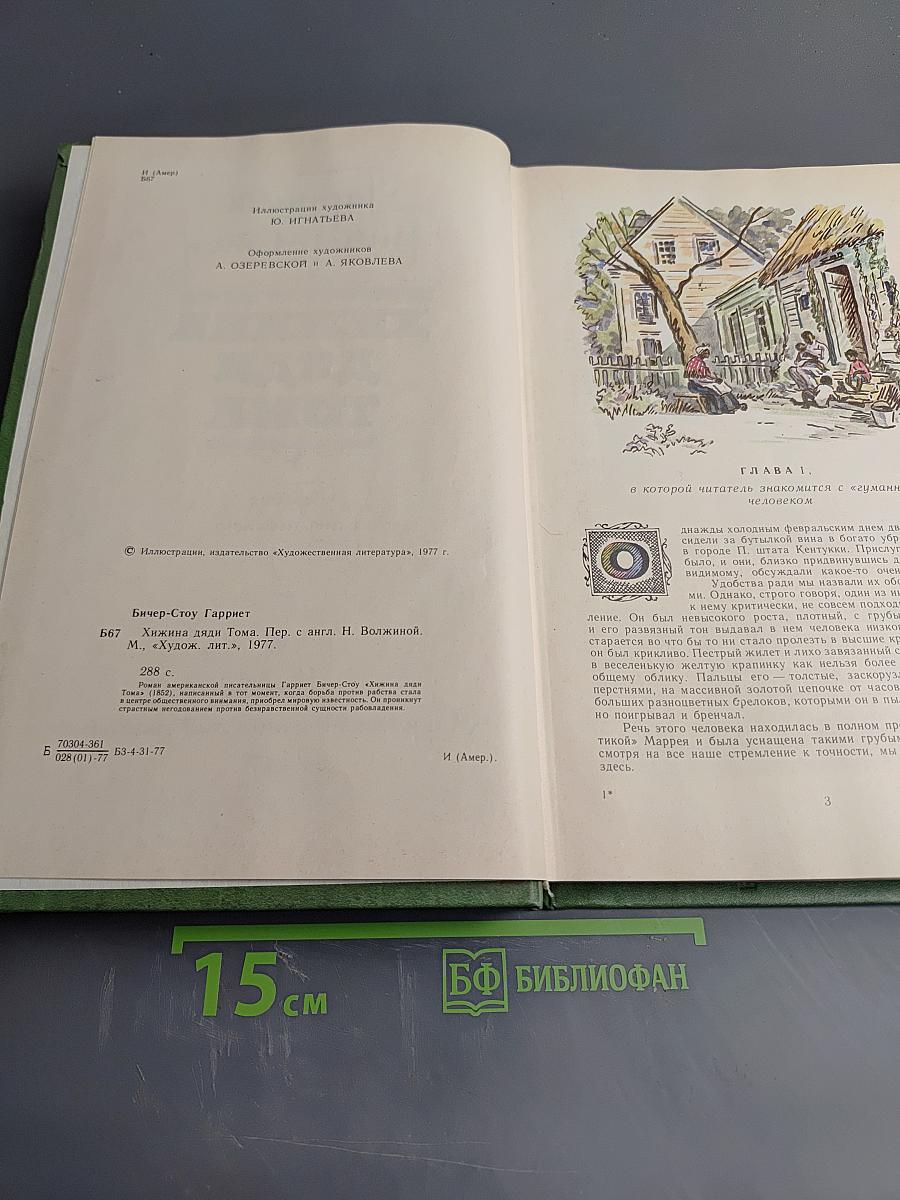 И (Амер)
Б67
Иллюстрации художника
Ю. ИГНАТЬЕВА
Оформление художников
А. ОЗЕРЕВСКОЙ и А. ЯКОВЛЕВА
© Иллюстрации, издательство «Художественная литература», 1977 г.
Бичер-Стоу Гарриет
Б67 Хижина дяди Тома. Пер. с англ. Н. Волжиной.
М., «Худож. лит.», 1977.
288 с.
Роман американской писательницы Гарриет Бичер-Стоу «Хижина дяди
Тома» (1852), написанный в тот момент, когда борьба против рабства стала
в центре общественного внимания, приобрел мировую известность. Он проникнут
страстным негодованием против безнравственной сущности рабовладения.
Б 70304-361
028(01)-77 Б3-4-31-77
И (Амер.).
ГЛАВА I,
в которой читатель знакомится с «гуманн
человеком
Однажды холодным февральским днем дв
сидели за бутылкой вина в богато убр
в городе П. штата Кентукки. Прислуг
было, и они, близко придвинувшись д
видимому, обсуждали какое-то очен
Удобства ради мы назвали их обо
ми. Однако, строго говоря, один из ни
к нему критически, не совсем подход
ление. Он был невысокого роста, плотный, с грубы
и его развязный тон выдавал в нем человека низког
старается во что бы то ни стало пролезть в высшие кр
он был крикливо. Пестрый жилет и лихо завязанный с
в веселенькую желтую крапинку как нельзя более
общему облику. Пальцы его — толстые, заскорузл
перстнями, на массивной золотой цепочке от часов
больших разноцветных брелоков, которыми он в пыл
но поигрывал и бренчал.
Речь этого человека находилась в полном пр
тикой» Маррея и была уснащена такими грубым
смотря на все наше стремление к точности, мы
здесь.
1*
3
15 см
БФ БИБЛИОФАН